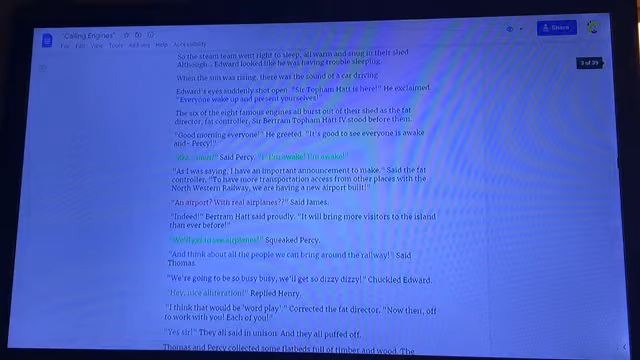 "Calling Engines"
File Edit View Tools Add-ons Help Accessibility
Share
3 of 39
So the steam team went right to sleep, all warm and snug in their shed
Although... Edward looked like he was having trouble sleeping.
When the sun was rising, there was the sound of a car driving
Edward's eyes suddenly shot open. "Sir Topham Hatt is here!" He exclaimed.
"Everyone wake up and present yourselves!"
The six of the eight famous engines all burst out of their shed as the fat
director, fat controller, Sir Bertram Topham Hatt IV stood before them.
"Good morning everyone!" He greeted. "It's good to see everyone is awake
and- Percy!"
Said Percy. "I'm awake! I'm awake!"
"As I was saying, I have an important announcement to make." Said the fat
controller. "To have more transportation access from other places with the
North Western Railway, we are having a new airport built!"
"An airport? With real airplanes??" Said James.
"Indeed!" Bertram Hatt said proudly. "It will bring more visitors to the island
than ever before!"
"We'll get to see airplanes!" Squeaked Percy.
"And think about all the people we can bring around the railway!" Said
Thomas.
"We're going to be so busy busy, we'll get so dizzy dizzy!" Chuckled Edward.
"Hey, nice alliteration!" Replied Henry.
"I think that would be 'word play'." Corrected the fat director. "Now then, off
to work with you! Each of you!"
"Yes sir!" They all said in unison. And they all puffed off.
Thomas and Percy collected some flatbeds full of timber and wood. The